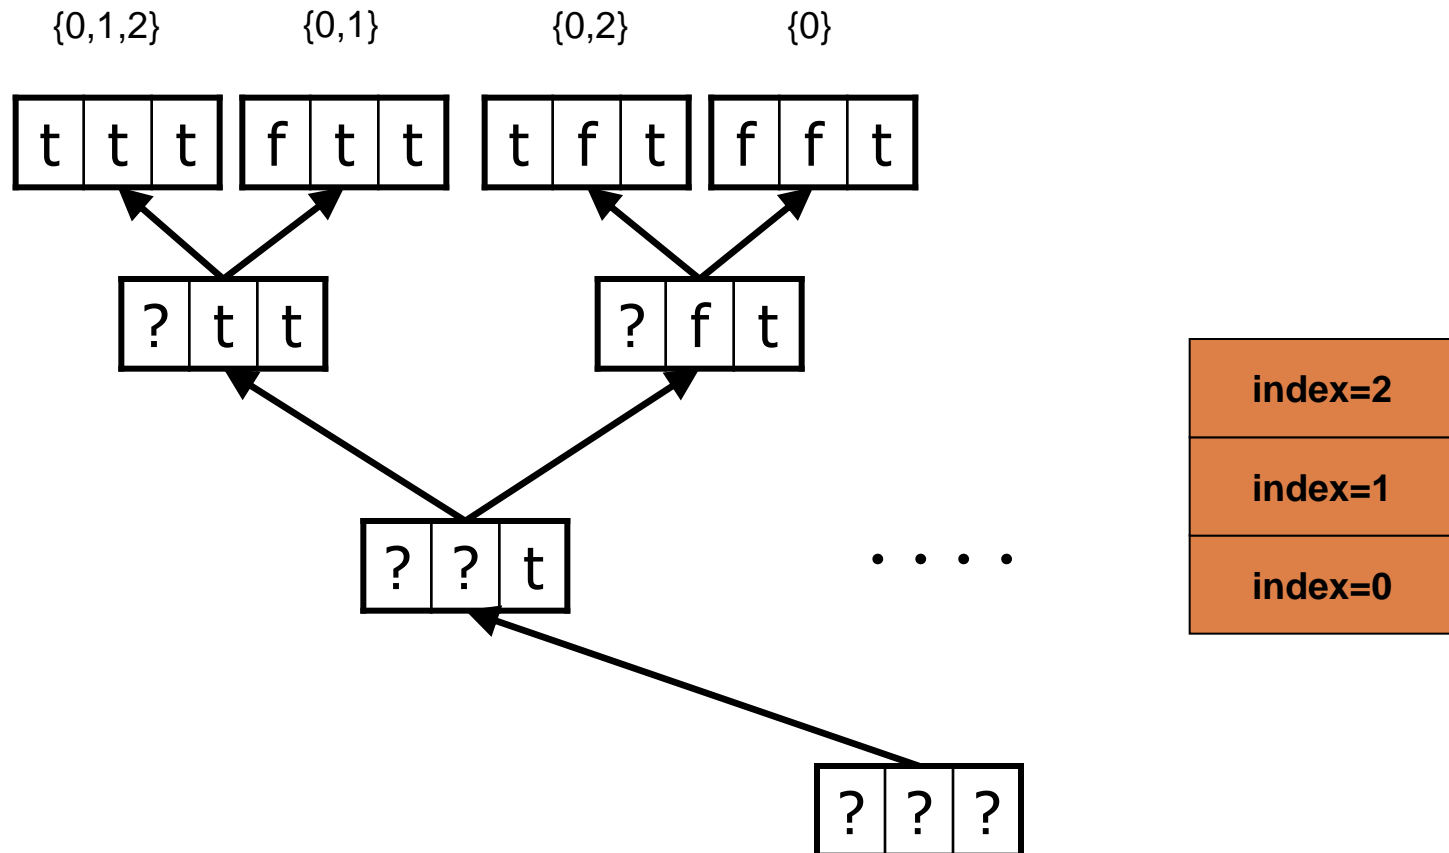 {0,1,2} {0,1} {0,2} {0}
t t t f t t t f t f f t
? t t ? f t
index=2
index=1
? ? t . . . .
index=0
? ? ?